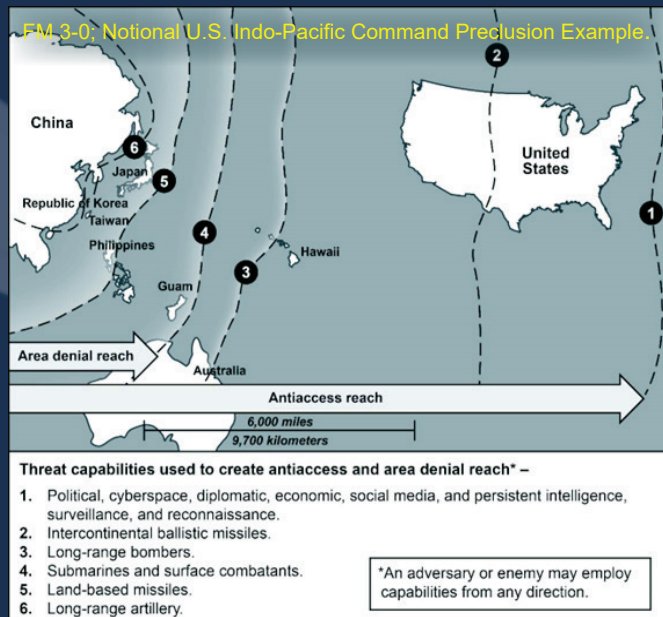 FM 3-0; Notional U.S. Indo-Pacific Command Preclusion Example.
2
China
6
Japan
5
United
States
Republic of Korea
Taiwan
1
4
Philippines
Hawaii
3
Guam
Area denial reach
Australia
Antiaccess reach
6,000 miles
9,700 kilometers
Threat capabilities used to create antiaccess and area denial reach* –
1. Political, cyberspace, diplomatic, economic, social media, and persistent intelligence,
surveillance, and reconnaissance.
2. Intercontinental ballistic missiles.
3. Long-range bombers.
4. Submarines and surface combatants.
5. Land-based missiles.
6. Long-range artillery.
*An adversary or enemy may employ
capabilities from any direction.